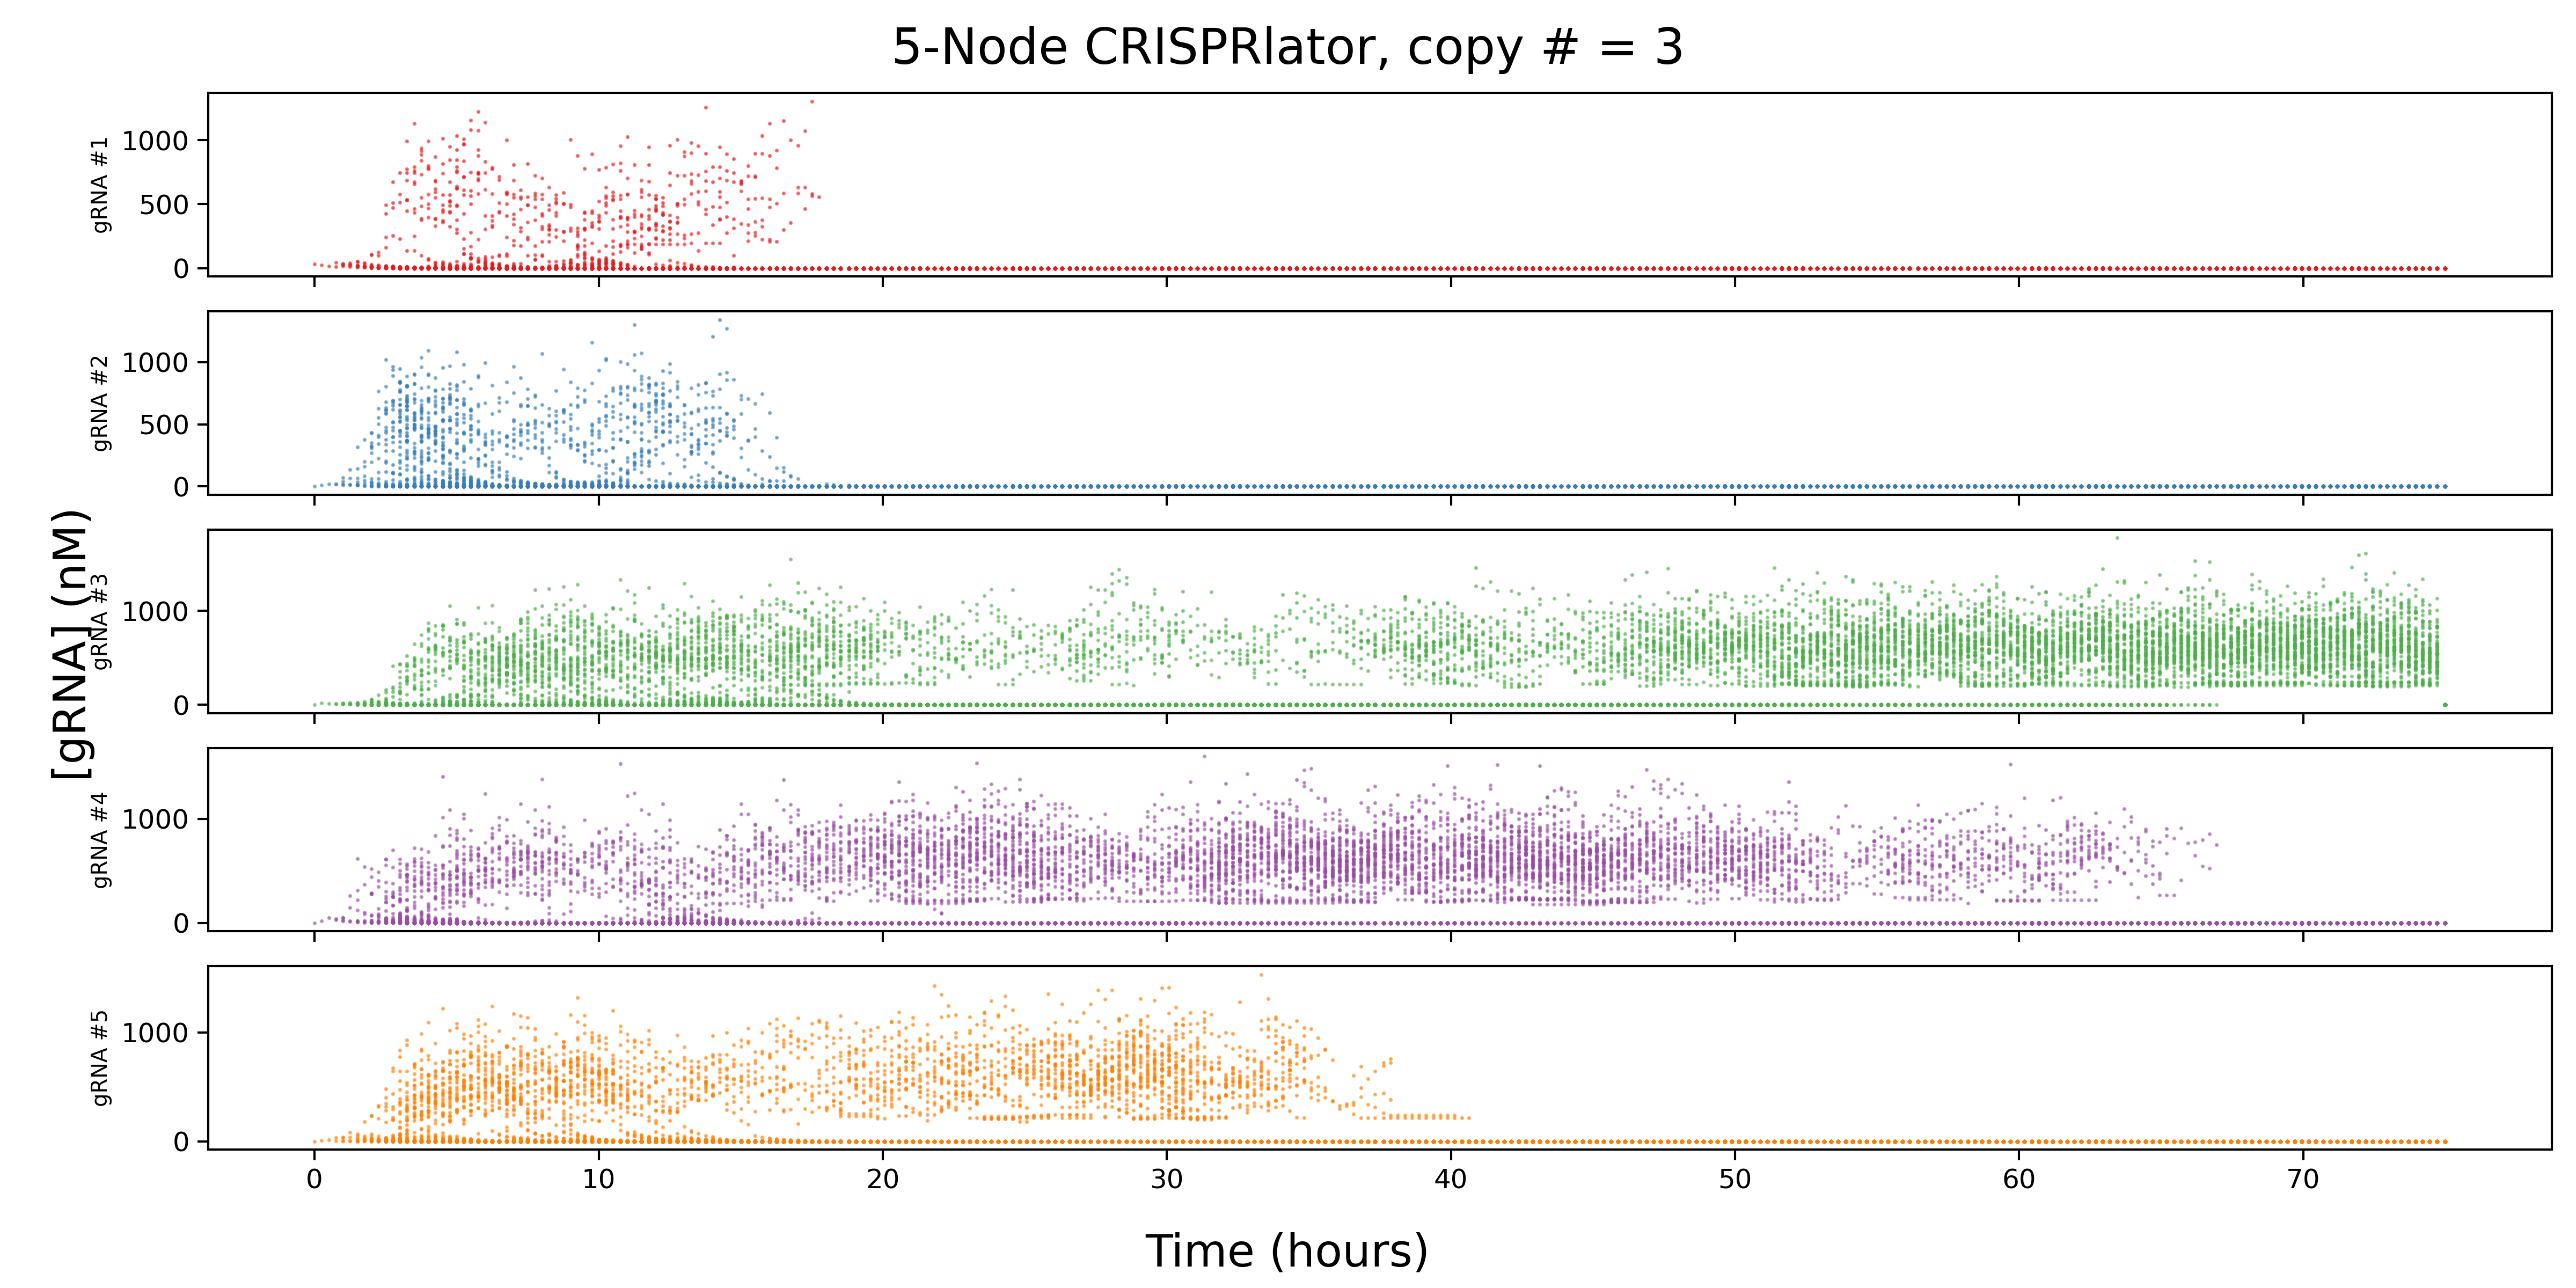 5-Node CRISPRlator, copy # = 3
[gRNA] (nM)
gRNA #1
1000
500
0
gRNA #2
1000
500
0
gRNA #3
1000
0
gRNA #4
1000
0
gRNA #5
1000
0
0 10 20 30 40 50 60 70
Time (hours)